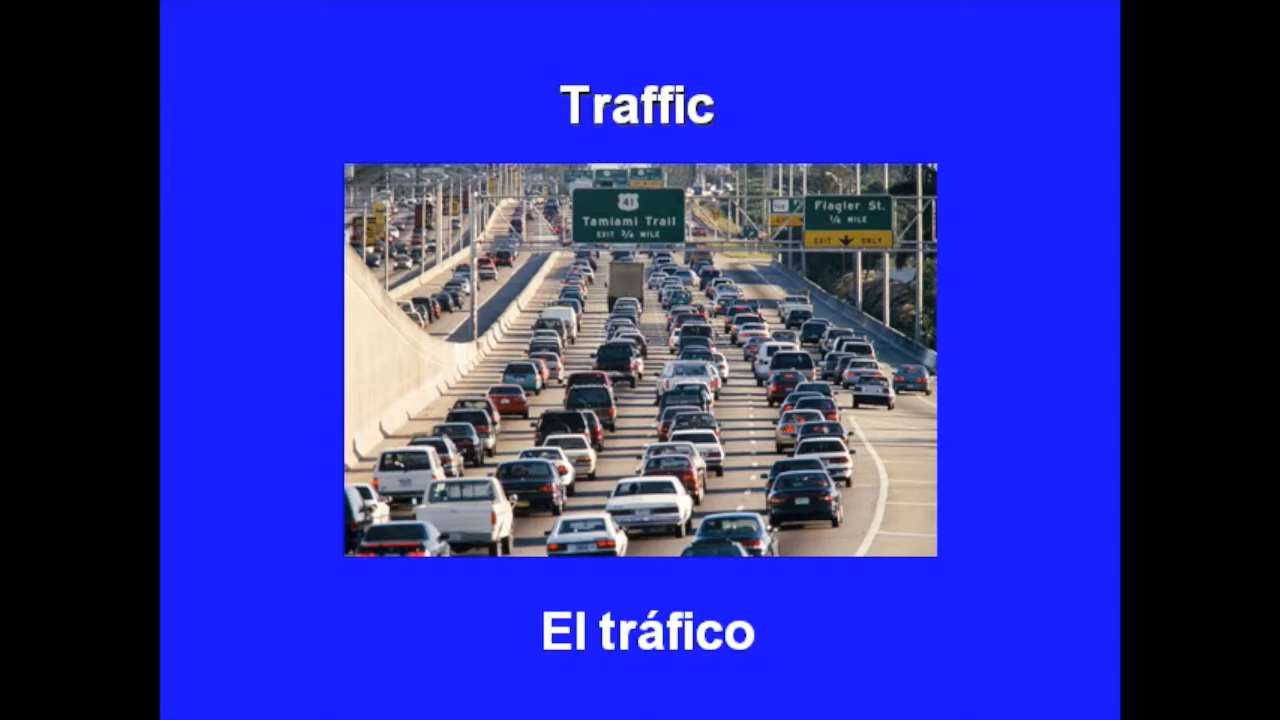 Traffic
41
Tamiami Trail
EXIT 3/4 MILE
Flagler St.
1/4 MILE
EXIT ONLY
El tráfico